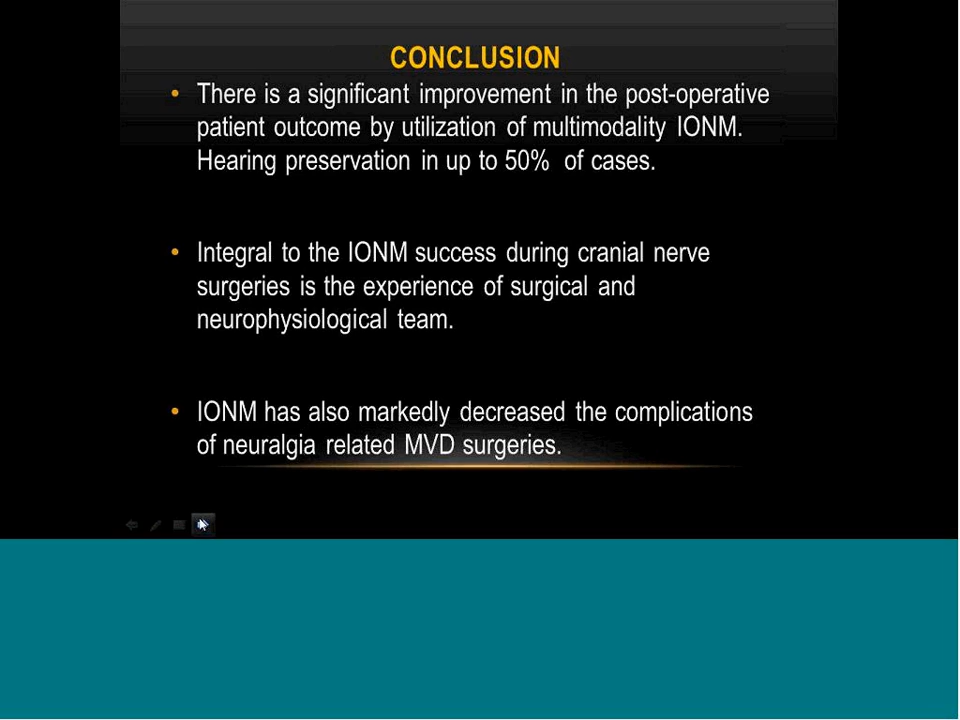 CONCLUSION
• There is a significant improvement in the post-operative
patient outcome by utilization of multimodality IONM.
Hearing preservation in up to 50% of cases.
• Integral to the IONM success during cranial nerve
surgeries is the experience of surgical and
neurophysiological team.
• IONM has also markedly decreased the complications
of neuralgia related MVD surgeries.